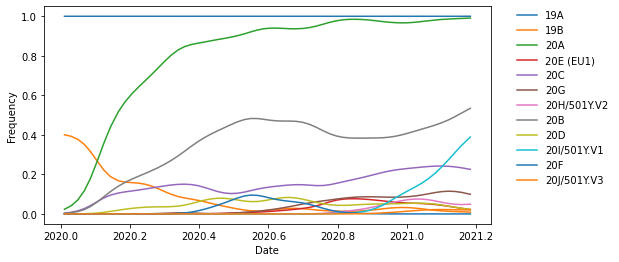 1.0
0.8
0.6
0.4
0.2
0.0
Frequency
2020.0
2020.2
2020.4
2020.6
2020.8
2021.0
2021.2
Date
19A
19B
20A
20E (EU1)
20C
20G
20H/501Y.V2
20B
20D
20I/501Y.V1
20F
20J/501Y.V3